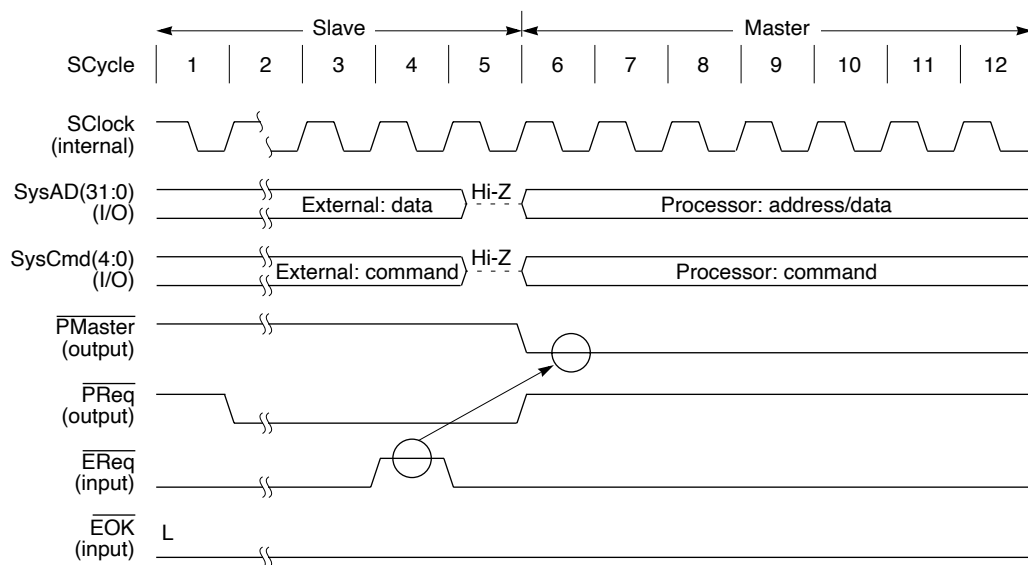 Slave Master
SCycle 1 2 3 4 5 6 7 8 9 10 11 12
SClock
(internal)
SysAD(31:0)
(I/O)
External: data Hi-Z Processor: address/data
SysCmd(4:0)
(I/O)
External: command Hi-Z Processor: command
PMaster
(output)
PReq
(output)
EReq
(input)
EOK
(input)
L